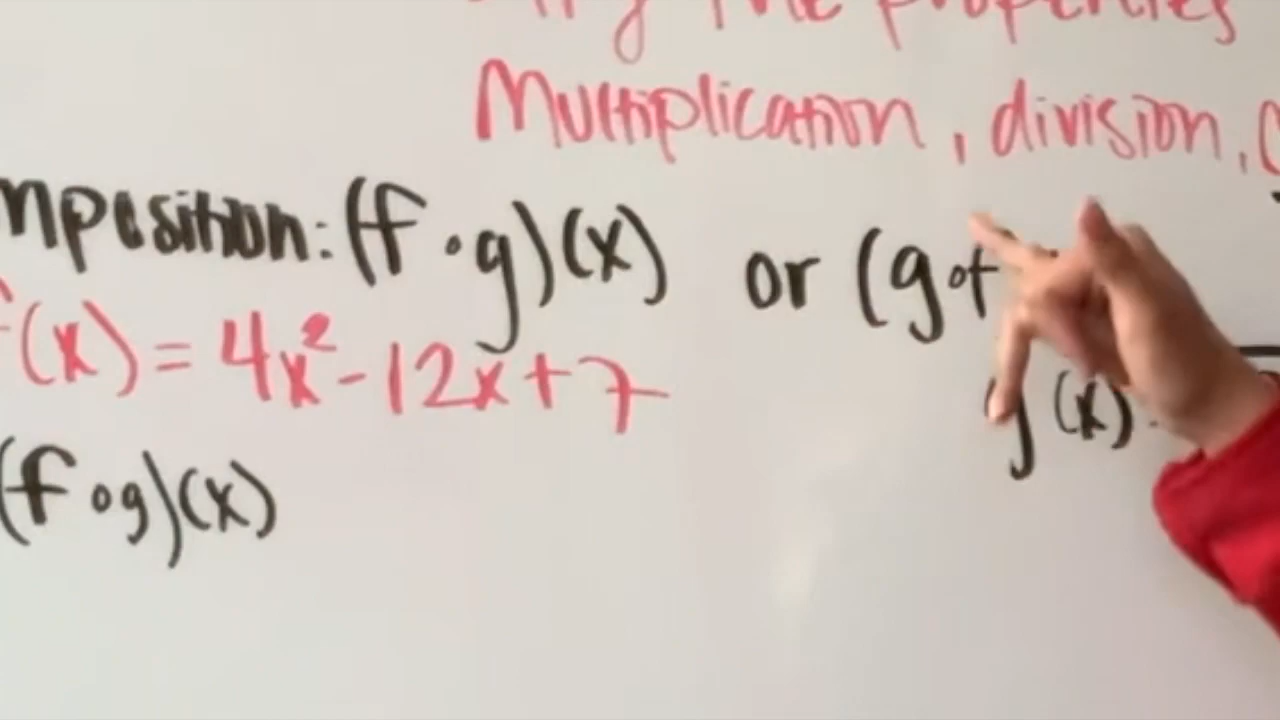 the properties
Multiplication, division,
mposition: (f ∘ g)(x) or (g∘f
(x) = 4x² - 12x + 7
g(x)
(f ∘ g)(x)